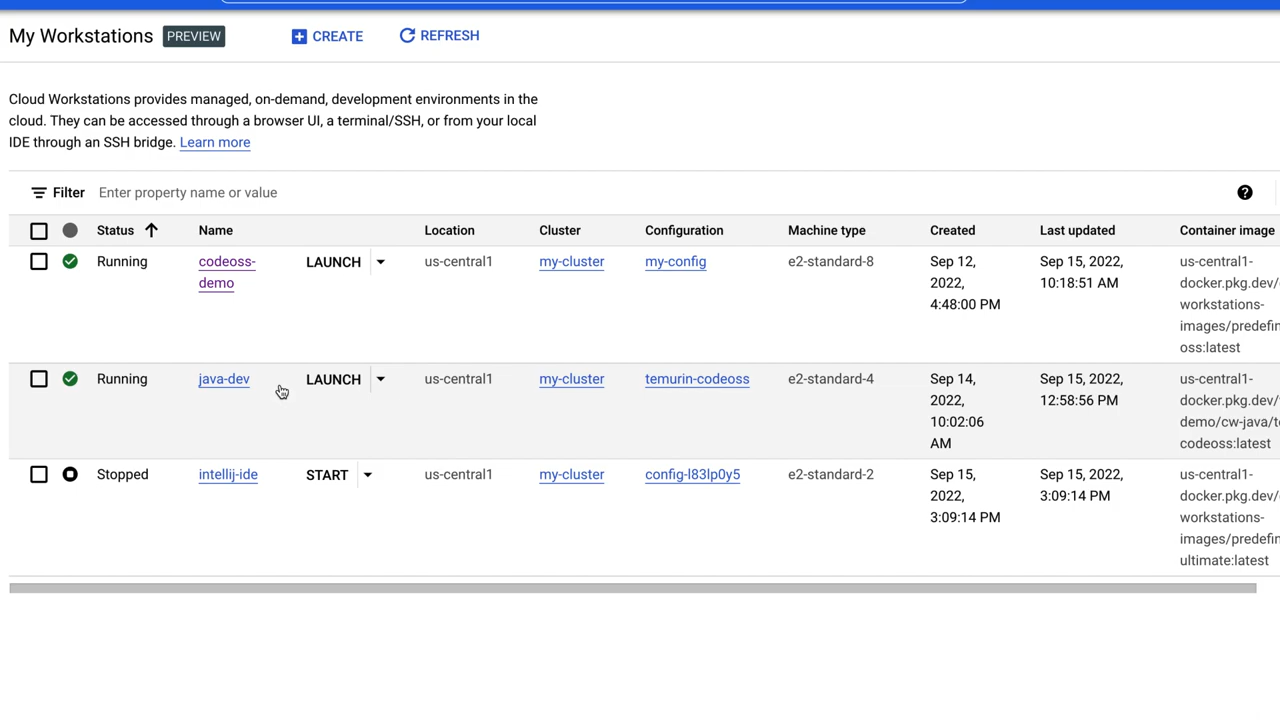 My Workstations PREVIEW CREATE REFRESH
Cloud Workstations provides managed, on-demand, development environments in the
cloud. They can be accessed through a browser UI, a terminal/SSH, or from your local
IDE through an SSH bridge. Learn more
Filter Enter property name or value
Status Name Location Cluster Configuration Machine type Created Last updated Container image
Running codeoss- LAUNCH us-central1 my-cluster my-config e2-standard-8 Sep 12, Sep 15, 2022, us-central1-
demo 2022, 10:18:51 AM docker.pkg.dev/
4:48:00 PM workstations-
images/predefin
oss:latest
Running java-dev LAUNCH us-central1 my-cluster temurin-codeoss e2-standard-4 Sep 14, Sep 15, 2022, us-central1-
2022, 12:58:56 PM docker.pkg.dev/
10:02:06 demo/cw-java/te
AM codeoss:latest
Stopped intellij-ide START us-central1 my-cluster config-l83lp0y5 e2-standard-2 Sep 15, Sep 15, 2022, us-central1-
2022, 3:09:14 PM docker.pkg.dev/
3:09:14 PM workstations-
images/predefin
ultimate:latest